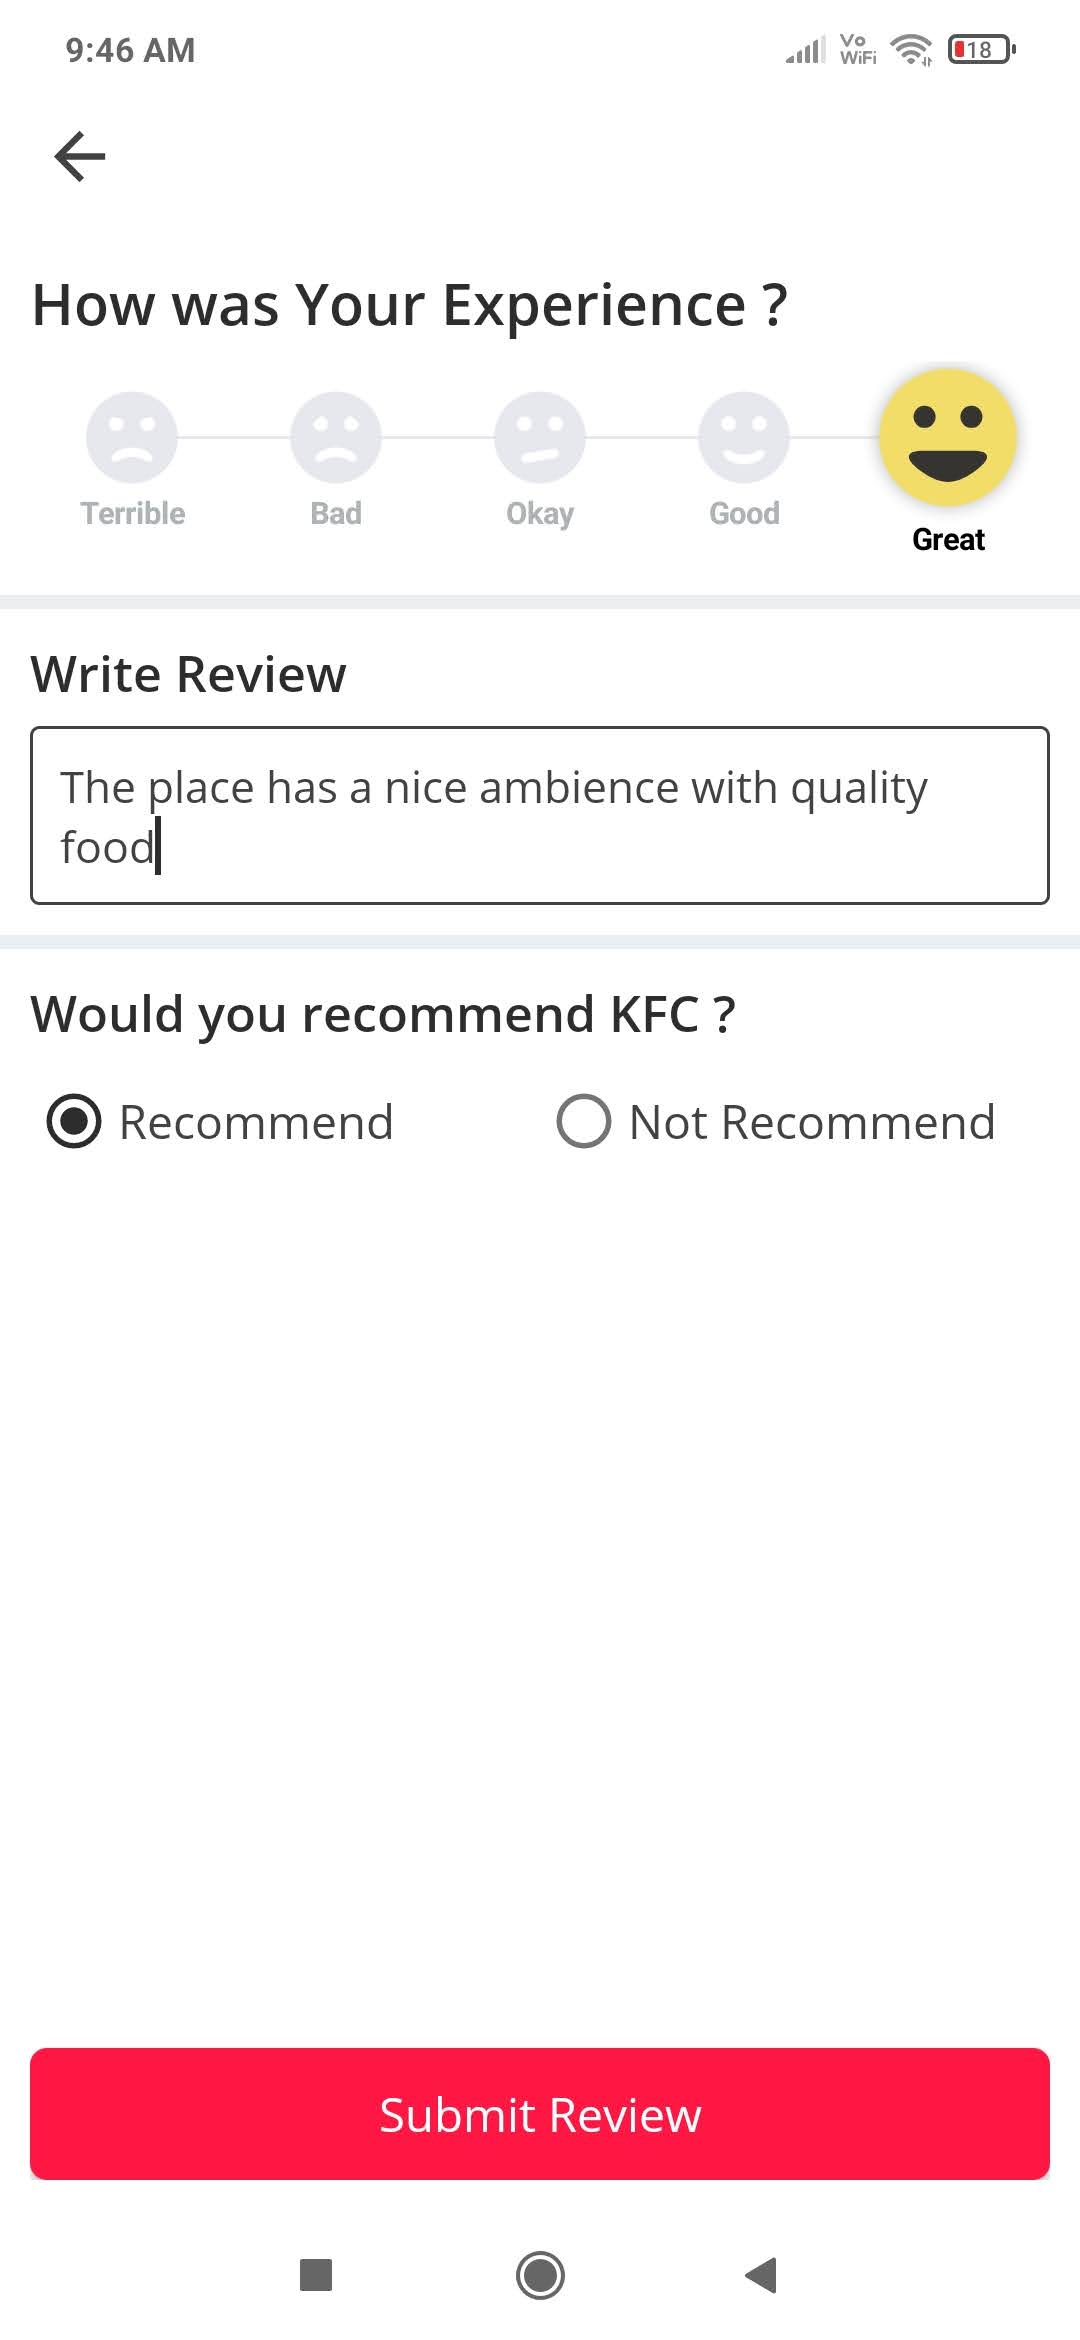 9:46 AM
Vo
WiFi
18
How was Your Experience ?
Terrible
Bad
Okay
Good
Great
Write Review
The place has a nice ambience with quality
food
Would you recommend KFC ?
Recommend
Not Recommend
Submit Review